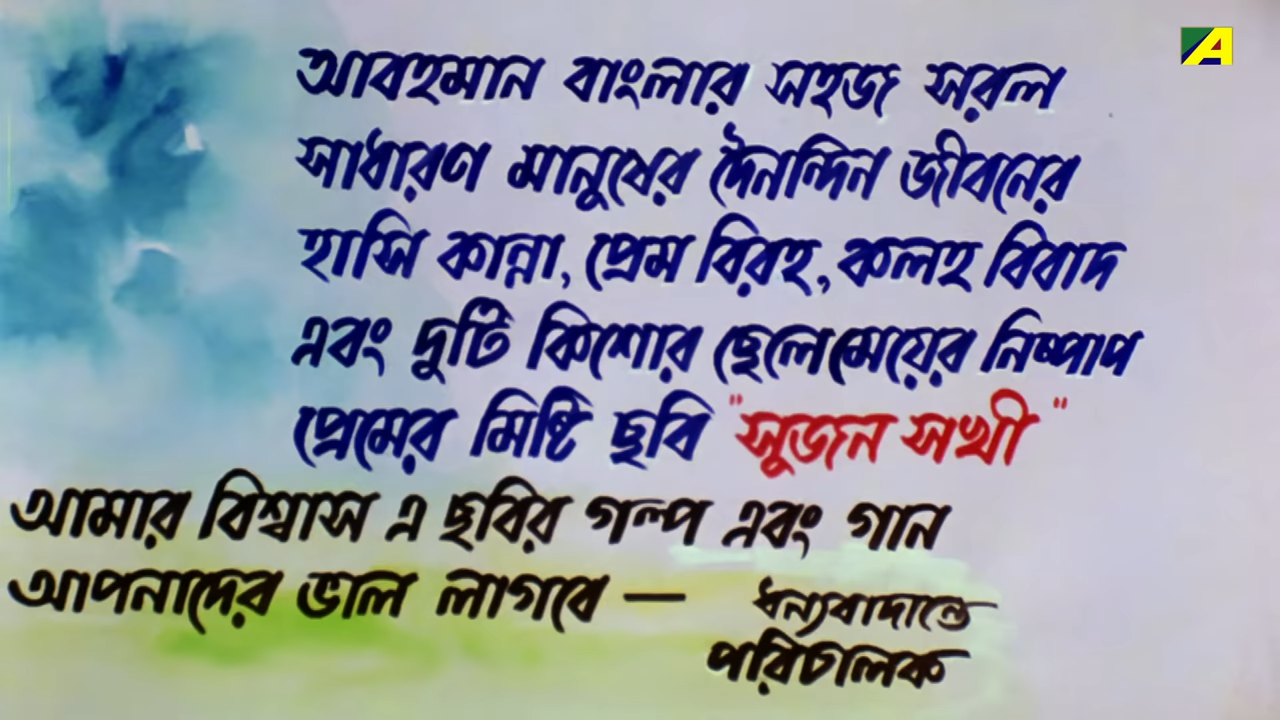 আবহমান বাংলার সহজ সরল
সাধারণ মানুষের দৈনন্দিন জীবনের
হাসি কান্না, প্রেম বিরহ, কলহ বিবাদ
এবং দুটি কিশোর ছেলেমেয়ের নিষ্পাপ
প্রেমের মিষ্টি ছবি "সুজন সখী"
আমার বিশ্বাস এ ছবির গল্প এবং গান
আপনাদের ভাল লাগবে —
ধন্যবাদান্তে
পরিচালক
A